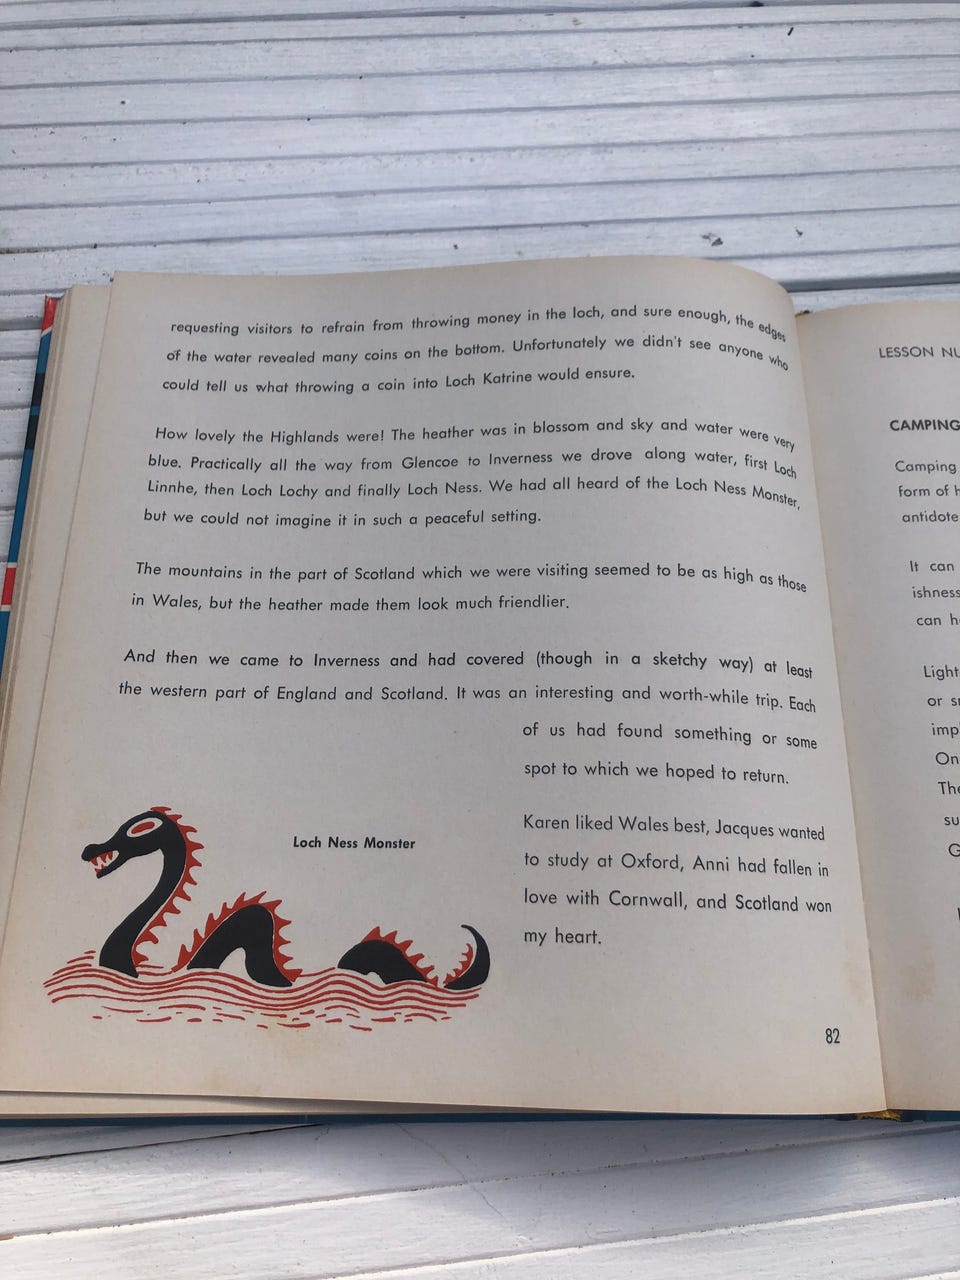 requesting visitors to refrain from throwing money in the loch, and sure enough, the edges
of the water revealed many coins on the bottom. Unfortunately we didn't see anyone who
could tell us what throwing a coin into Loch Katrine would ensure.
How lovely the Highlands were! The heather was in blossom and sky and water were very
blue. Practically all the way from Glencoe to Inverness we drove along water, first Loch
Linnhe, then Loch Lochy and finally Loch Ness. We had all heard of the Loch Ness Monster,
but we could not imagine it in such a peaceful setting.
The mountains in the part of Scotland which we were visiting seemed to be as high as those
in Wales, but the heather made them look much friendlier.
And then we came to Inverness and had covered (though in a sketchy way) at least
the western part of England and Scotland. It was an interesting and worth-while trip. Each
of us had found something or some
spot to which we hoped to return.
Loch Ness Monster
Karen liked Wales best, Jacques wanted
to study at Oxford, Anni had fallen in
love with Cornwall, and Scotland won
my heart.
82
LESSON
CAMPING
Camping
form of
antidote
It can
can
Light
or
On